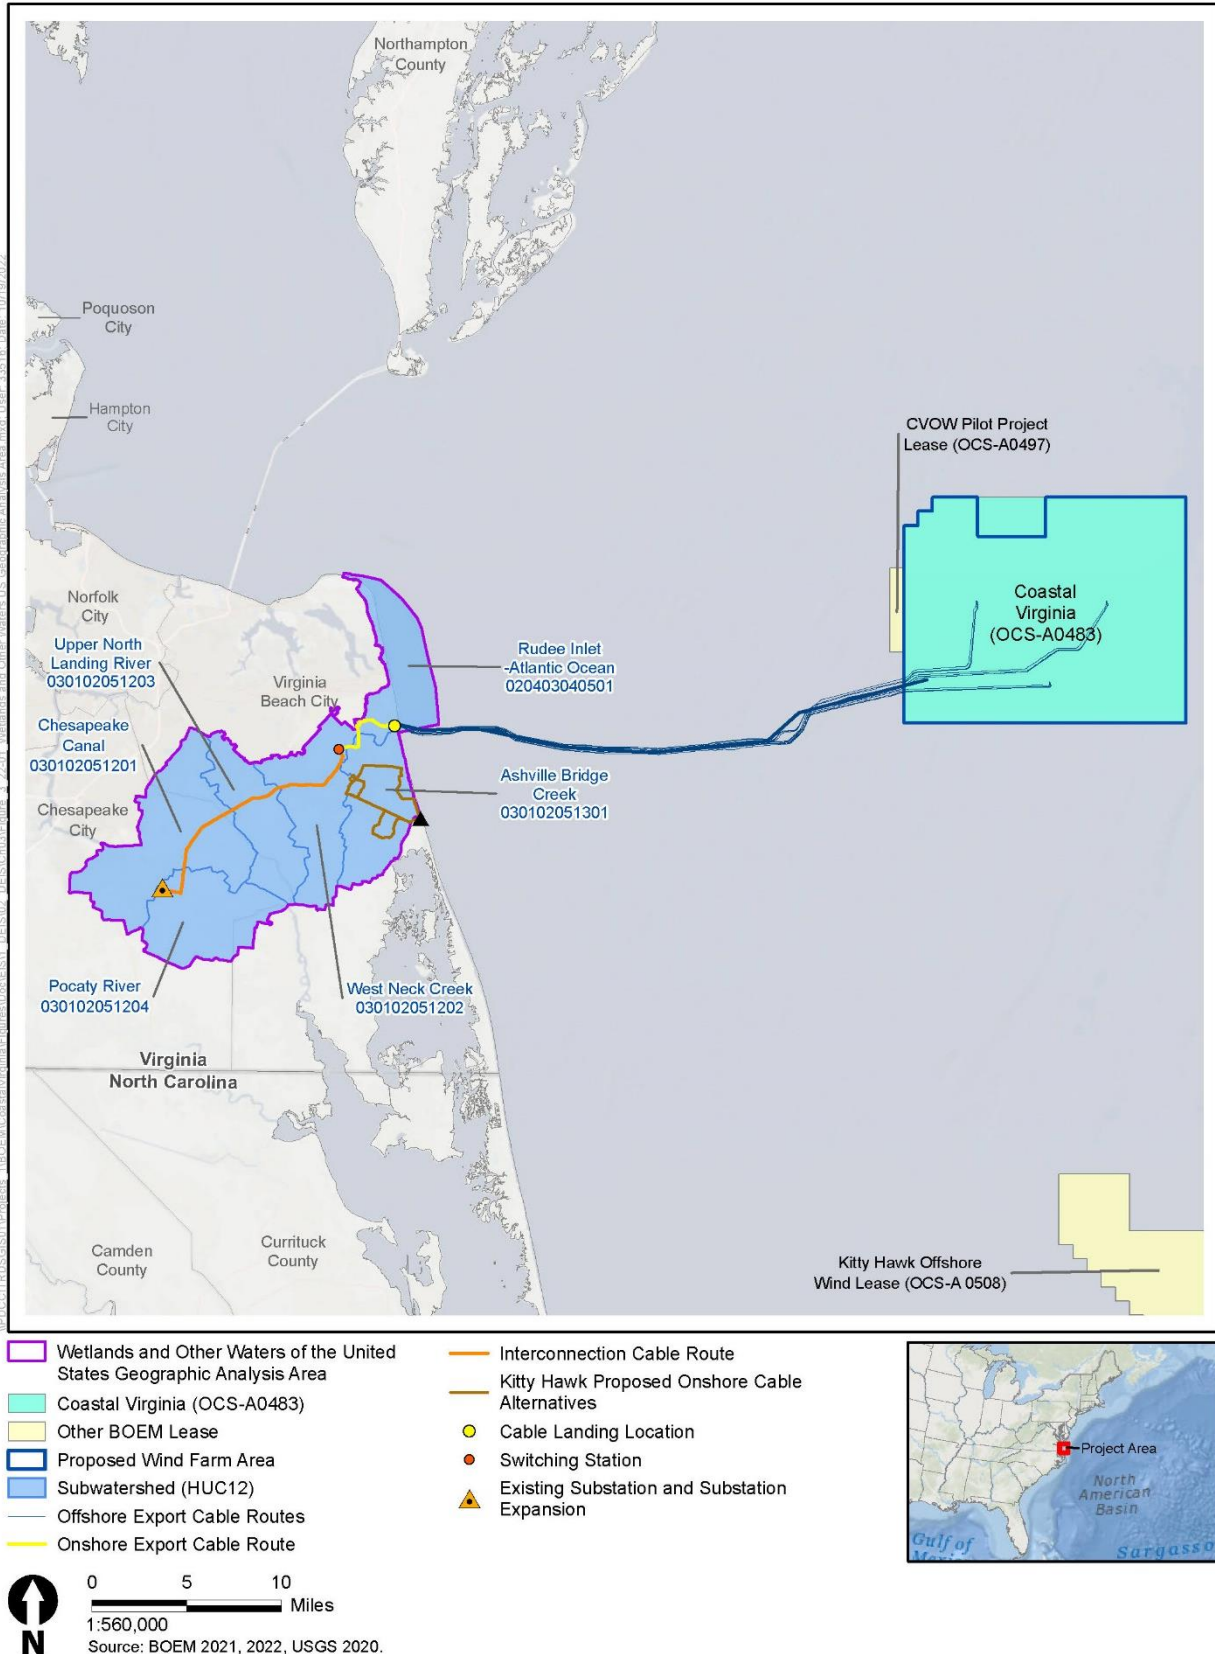 Northampton
County
Poquoson
City
Hampton
City
CVOW Pilot Project
Lease (OCS-A0497)
Norfolk
City
Coastal
Virginia
(OCS-A0483)
Upper North
Landing River
030102051203
Rudee Inlet
-Atlantic Ocean
020403040501
Virginia
Beach City
Chesapeake
Canal
030102051201
Ashville Bridge
Creek
030102051301
Chesapeake
City
Pocaty River
030102051204
West Neck Creek
030102051202
Virginia
North Carolina
Camden
County
Currituck
County
Kitty Hawk Offshore
Wind Lease (OCS-A 0508)
Wetlands and Other Waters of the United
States Geographic Analysis Area
Coastal Virginia (OCS-A0483)
Other BOEM Lease
Proposed Wind Farm Area
Subwatershed (HUC12)
Offshore Export Cable Routes
Onshore Export Cable Route
Interconnection Cable Route
Kitty Hawk Proposed Onshore Cable
Alternatives
Cable Landing Location
Switching Station
Existing Substation and Substation
Expansion
Project Area
North
American
Basin
Gulf of
Sargasso
0 5 10
Miles
1:560,000
N
Source: BOEM 2021, 2022, USGS 2020.